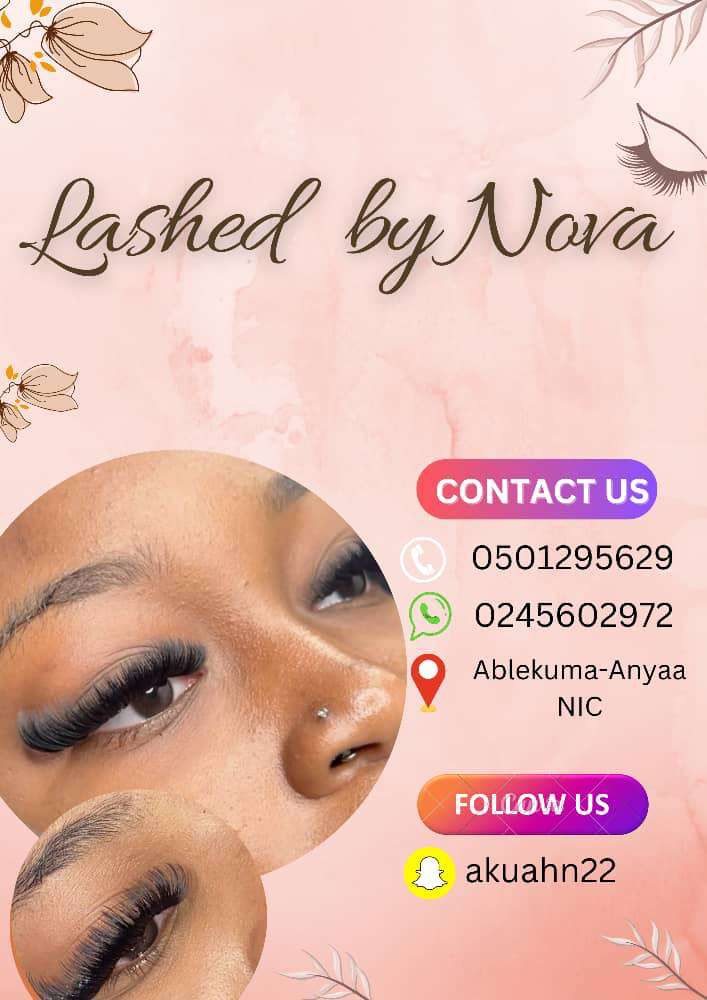 Lashed by Nova
CONTACT US
0501295629
0245602972
Ablekuma-Anyaa
NIC
FOLLOW US
akuahn22